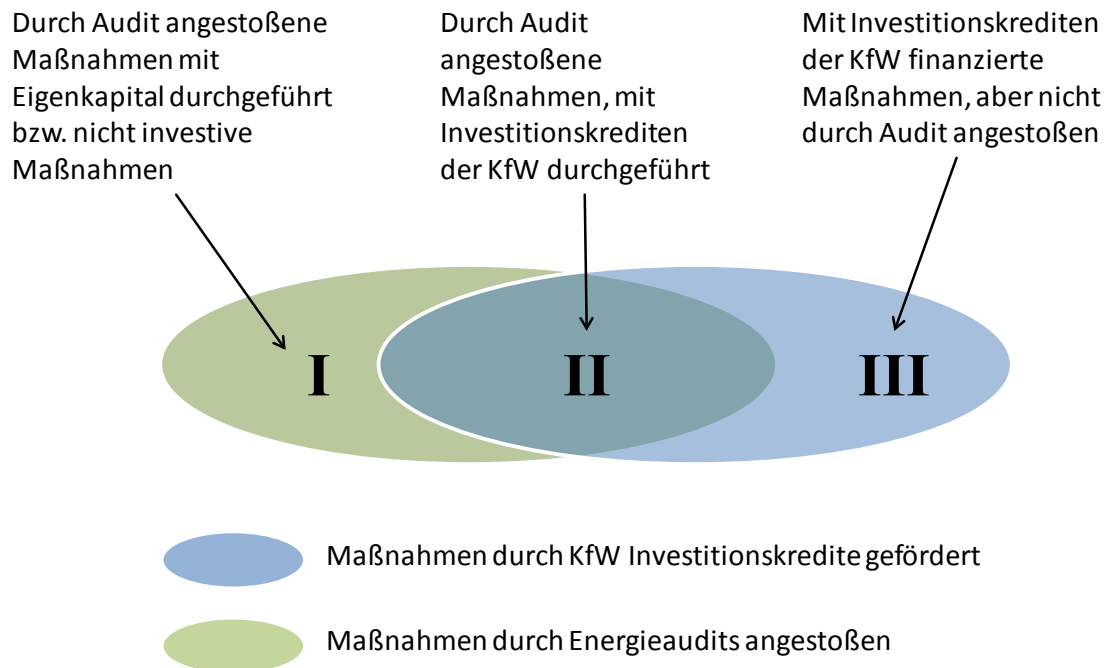 Durch Audit angestoßene
Maßnahmen mit
Eigenkapital durchgeführt
bzw. nicht investive
Maßnahmen
Durch Audit
angestoßene
Maßnahmen, mit
Investitionskrediten
der KfW durchgeführt
Mit Investitionskrediten
der KfW finanzierte
Maßnahmen, aber nicht
durch Audit angestoßen
I
II
III
Maßnahmen durch KfW Investitionskredite gefördert
Maßnahmen durch Energieaudits angestoßen